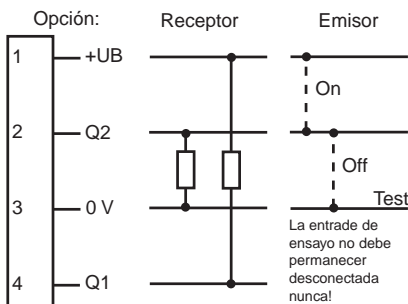 Opción: Receptor Emisor
1 +UB
On
2 Q2
Off
3 0 V Test
La entrade de
ensayo no debe
permanecer
desconectada
nunca!
4 Q1